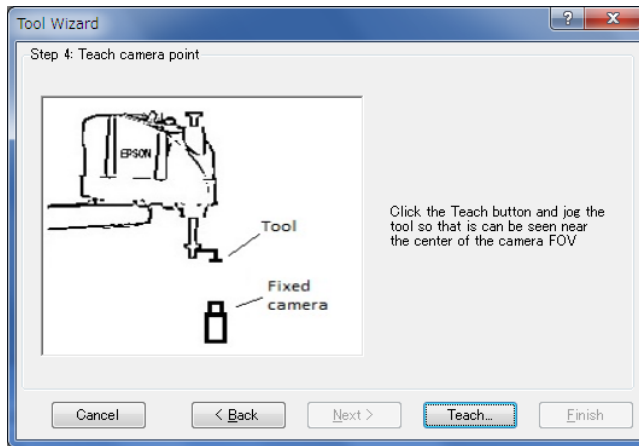 Tool Wizard
Step 4: Teach camera point
EPSON
Tool
Fixed
camera
Click the Teach button and jog the
tool so that is can be seen near
the center of the camera FOV
Cancel
< Back
Next >
Teach...
Finish